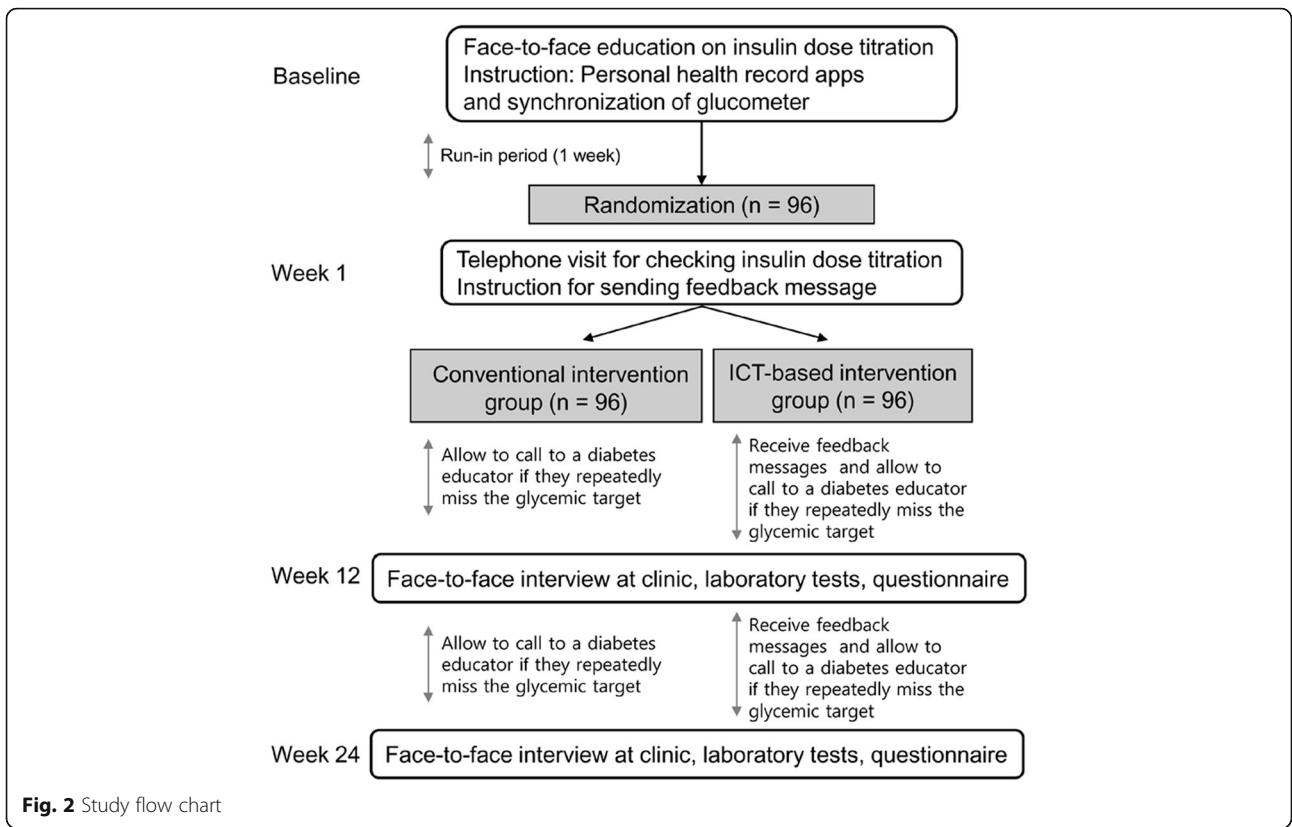 Baseline
Face-to-face education on insulin dose titration
Instruction: Personal health record apps
and synchronization of glucometer
Run-in period (1 week)
Randomization (n = 96)
Week 1
Telephone visit for checking insulin dose titration
Instruction for sending feedback message
Conventional intervention
group (n = 96)
ICT-based intervention
group (n = 96)
Allow to call to a diabetes
educator if they repeatedly
miss the glycemic target
Receive feedback
messages and allow to
call to a diabetes educator
if they repeatedly miss the
glycemic target
Week 12
Face-to-face interview at clinic, laboratory tests, questionnaire
Allow to call to a diabetes
educator if they repeatedly
miss the glycemic target
Receive feedback
messages and allow to
call to a diabetes educator
if they repeatedly miss the
glycemic target
Week 24
Face-to-face interview at clinic, laboratory tests, questionnaire
Fig. 2 Study flow chart